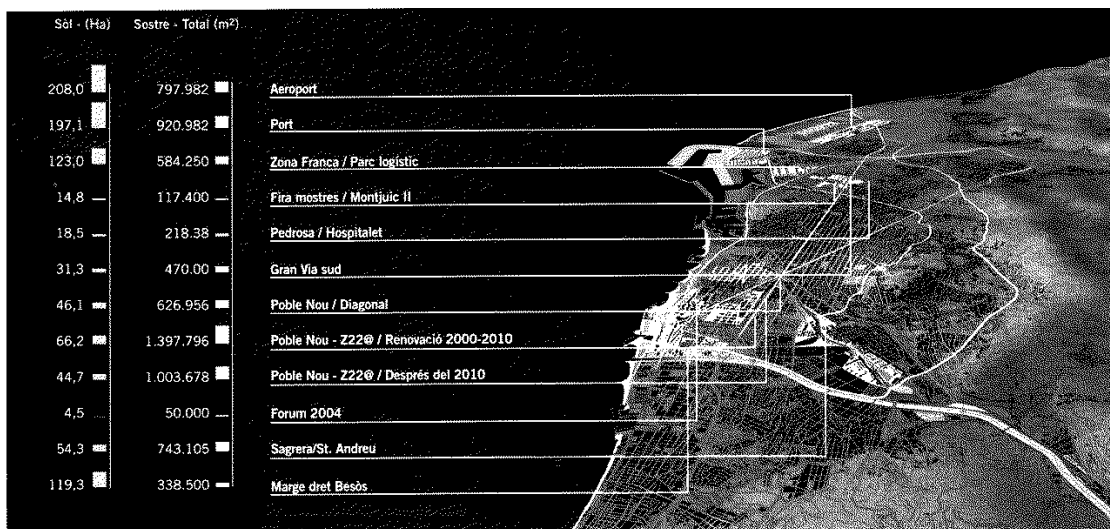 Sòl - (Ha) Sostre - Total (m²)
208,0 797.982 Aeroport
197,1 920.982 Port
123,0 584.250 Zona Franca / Parc logístic
14,8 117.400 Fira mostres / Montjuic II
18,5 218.38 Pedrosa / Hospitalet
31,3 470.00 Gran Via sud
46,1 626.956 Poble Nou / Diagonal
66,2 1.397.796 Poble Nou - Z22@ / Renovació 2000-2010
44,7 1.003.678 Poble Nou - Z22@ / Després del 2010
4,5 50.000 Forum 2004
54,3 743.105 Sagrera/St. Andreu
119,3 338.500 Marge dret Besòs